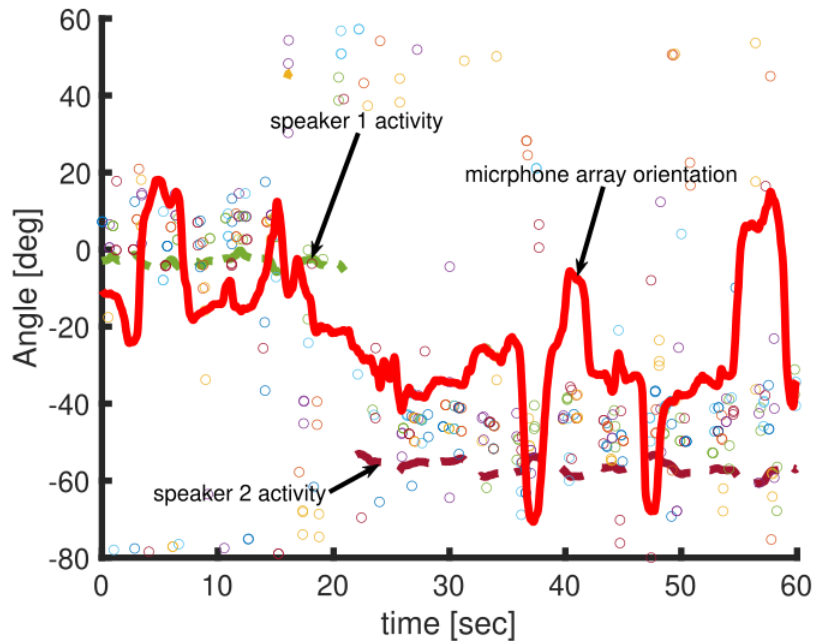 60
40
speaker 1 activity
micrphone array orientation
20
0
Angle [deg]
-20
-40
speaker 2 activity
-60
-80
0 10 20 30 40 50 60
time [sec]